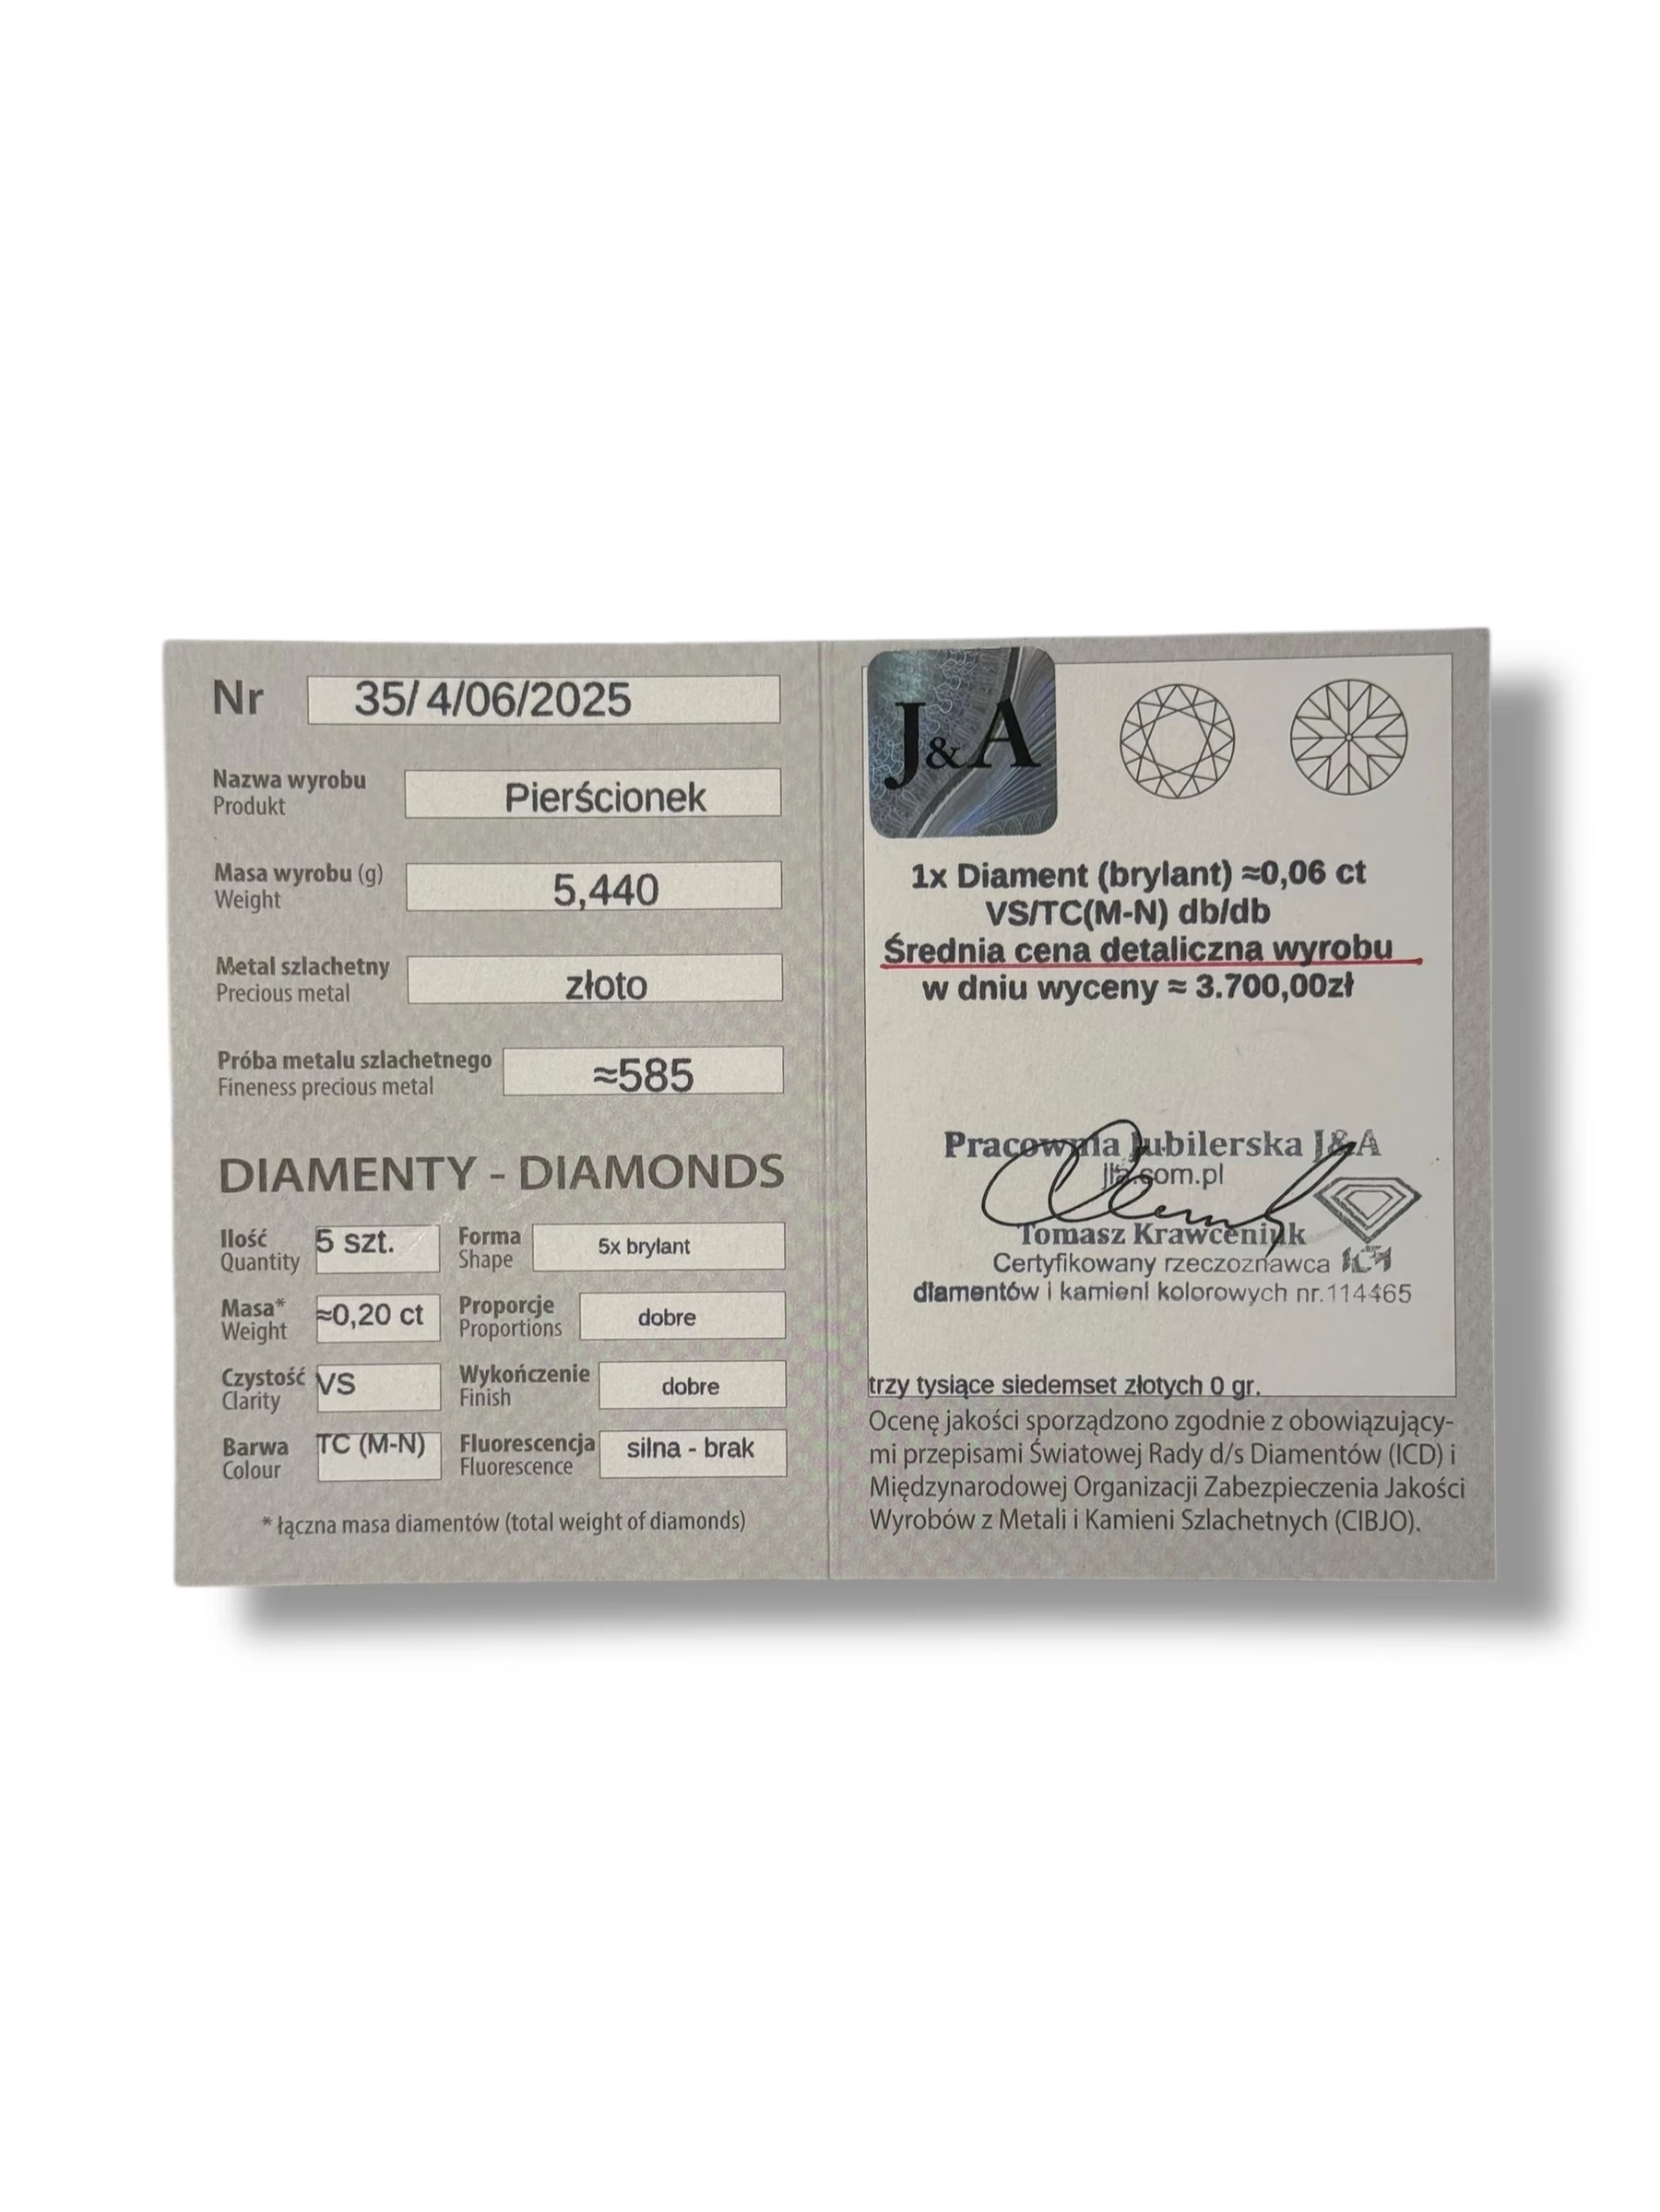 Nr 35/ 4/06/2025
Nazwa wyrobu
Produkt
Pierścionek
Masa wyrobu (g)
Weight
5,440
Metal szlachetny
Precious metal
złoto
Próba metalu szlachetnego
Fineness precious metal
≈585
DIAMENTY - DIAMONDS
Ilość
Quantity
5 szt.
Forma
Shape
5x brylant
Masa*
Weight
≈0,20 ct
Proporcje
Proportions
dobre
Czystość
Clarity
VS
Wykończenie
Finish
dobre
Barwa
Colour
TC (M-N)
Fluorescencja
Fluorescence
silna - brak
* łączna masa diamentów (total weight of diamonds)
J&A
1x Diament (brylant) ≈0,06 ct
VS/TC(M-N) db/db
Średnia cena detaliczna wyrobu
w dniu wyceny ≈ 3.700,00zł
Pracownia Jubilerska J&A
.com.pl
Tomasz Krawceniuk
Certyfikowany rzeczoznawca
diamentów i kamieni kolorowych nr.114465
trzy tysiące siedemset złotych 0 gr.
Ocenę jakości sporządzono zgodnie z obowiązujący-
mi przepisami Światowej Rady d/s Diamentów (ICD) i
Międzynarodowej Organizacji Zabezpieczenia Jakości
Wyrobów z Metali i Kamieni Szlachetnych (CIBJO).